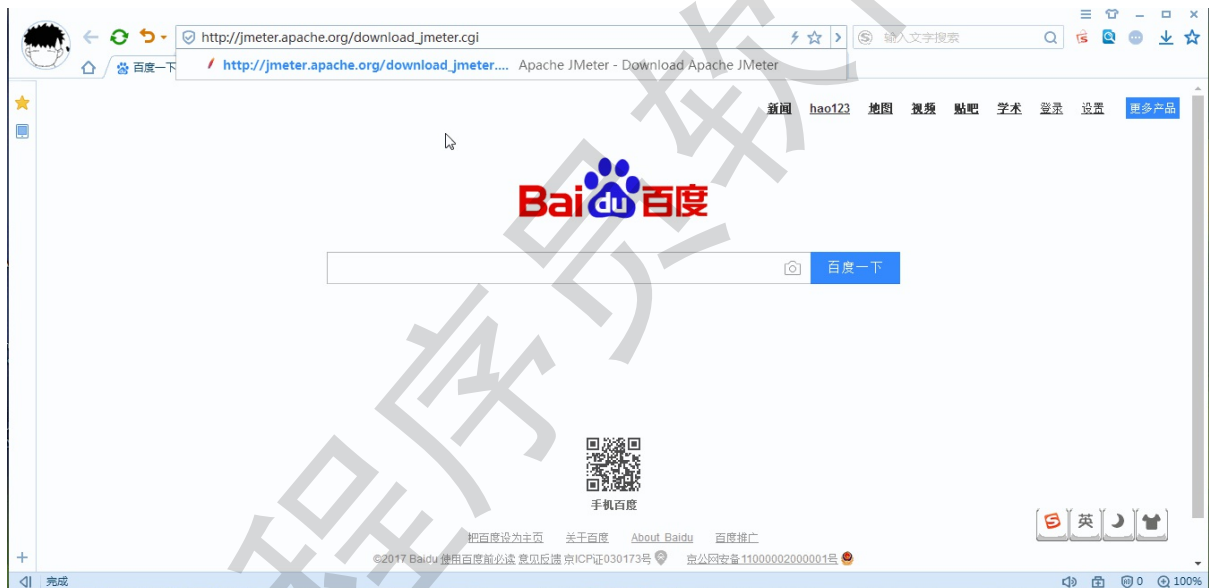 http://jmeter.apache.org/download_jmeter.cgi
输入文字搜索
百度一下
http://jmeter.apache.org/download_jmeter.... Apache JMeter - Download Apache JMeter
新闻 hao123 地图 视频 贴吧 学术 登录 设置 更多产品
Bai du 百度
百度一下
手机百度
把百度设为主页 关于百度 About Baidu 百度推广
©2017 Baidu 使用百度前必读 意见反馈 京ICP证030173号 京公网安备11000002000001号
英
完成
0 100%
程序员软